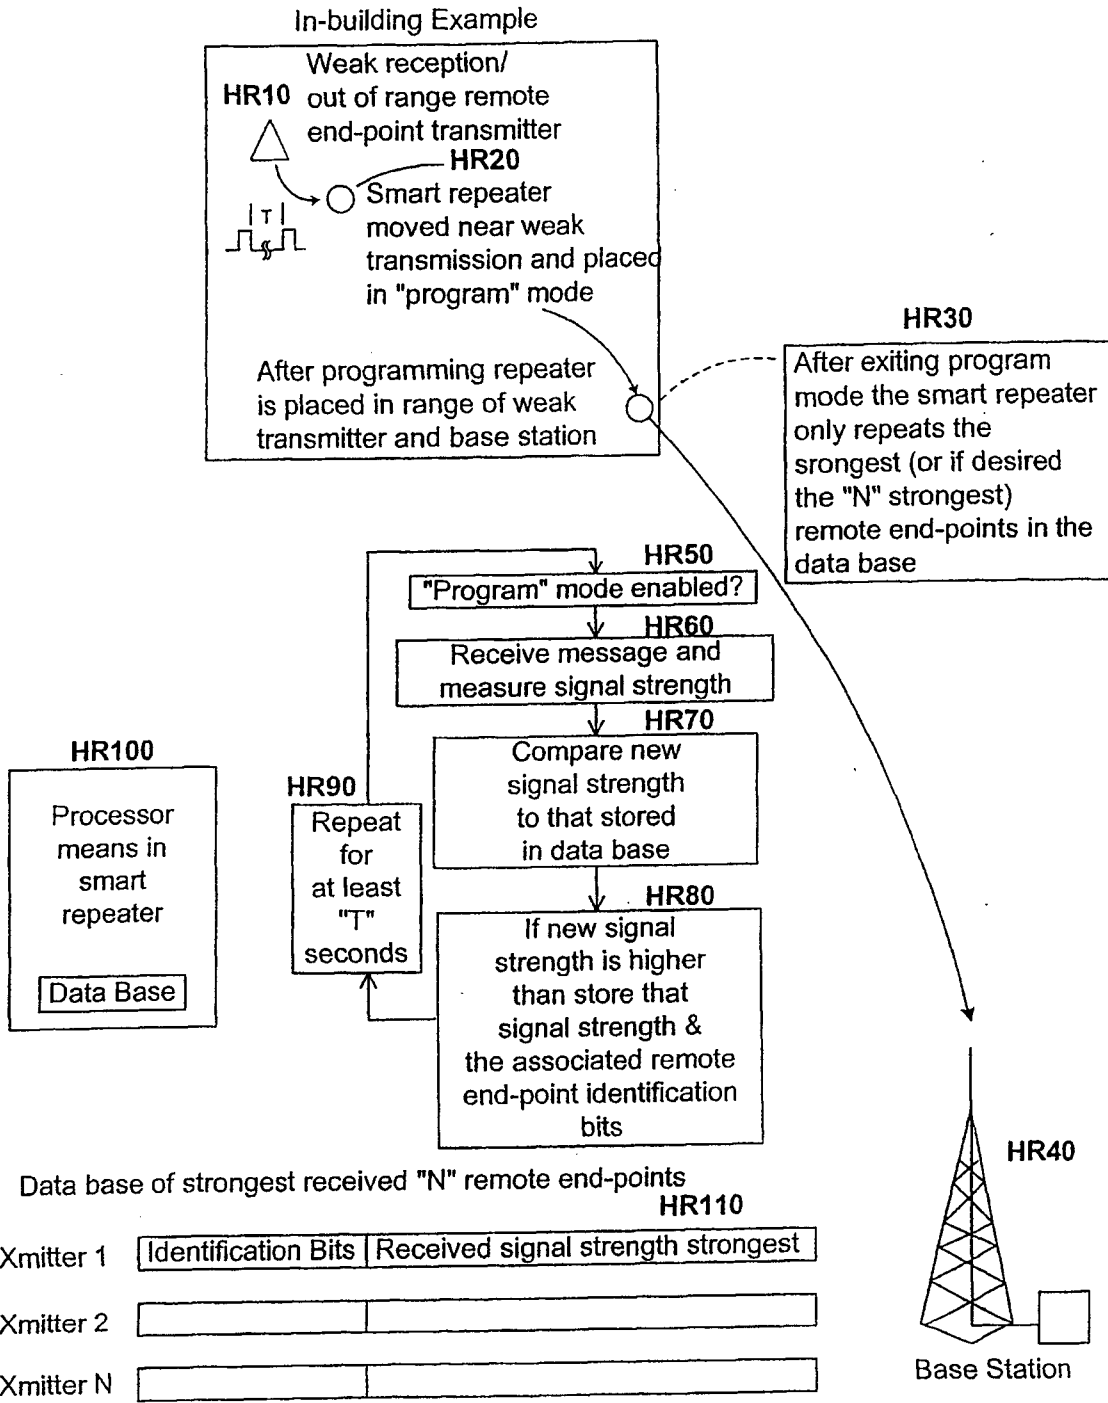 In-building Example
Weak reception/
HR10 out of range remote
end-point transmitter
HR20
T
Smart repeater
moved near weak
transmission and placed
in "program" mode
HR30
After programming repeater
is placed in range of weak
transmitter and base station
After exiting program
mode the smart repeater
only repeats the
srongest (or if desired
the "N" strongest)
remote end-points in the
data base
HR50
"Program" mode enabled?
HR60
Receive message and
measure signal strength
HR70
Compare new
signal strength
to that stored
in data base
HR100
Processor
means in
smart
repeater
Data Base
HR90
Repeat
for
at least
"T"
seconds
HR80
If new signal
strength is higher
than store that
signal strength &
the associated remote
end-point identification
bits
HR40
Base Station
Data base of strongest received "N" remote end-points
HR110
Xmitter 1 Identification Bits Received signal strength strongest
Xmitter 2
Xmitter N